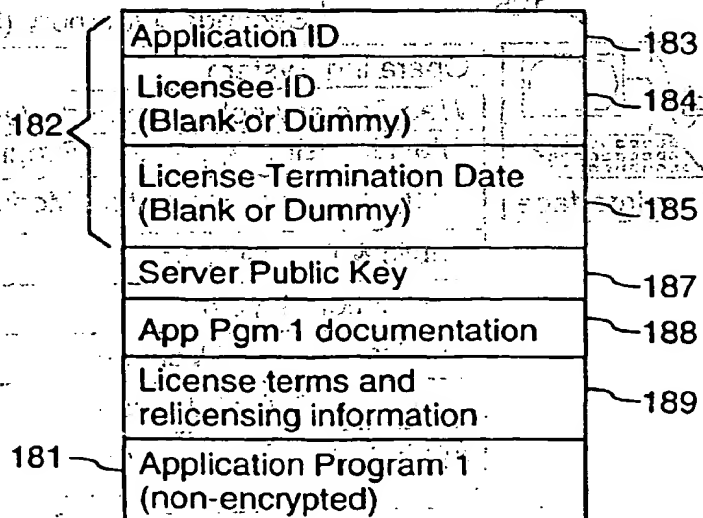 Application ID
183
Licensee ID
(Blank or Dummy)
184
182
License Termination Date
(Blank or Dummy)
185
Server Public Key
187
App Pgm 1 documentation
188
License terms and
relicensing information
189
181
Application Program 1
(non-encrypted)